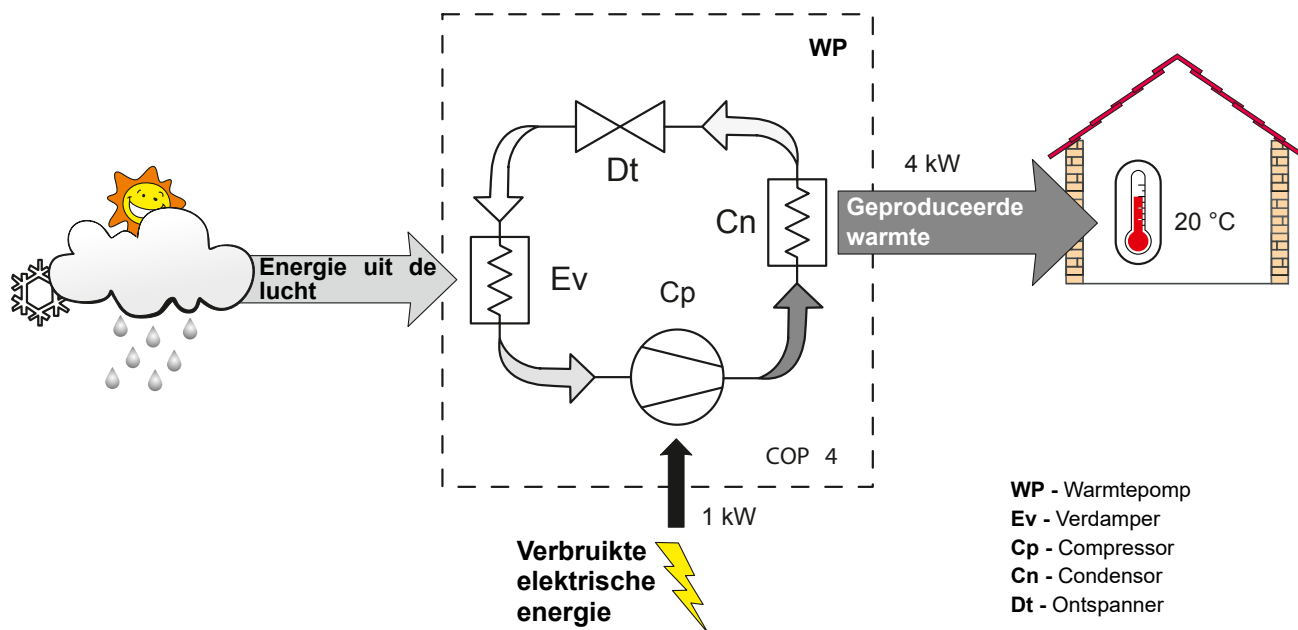 WP
Dt
4 kW
Geproduceerde
warmte
Cn
20 °C
Energie uit de
lucht
Ev
Cp
COP 4
1 kW
Verbruikte
elektrische
energie
WP - Warmtepomp
Ev - Verdamper
Cp - Compressor
Cn - Condensor
Dt - Ontspanner